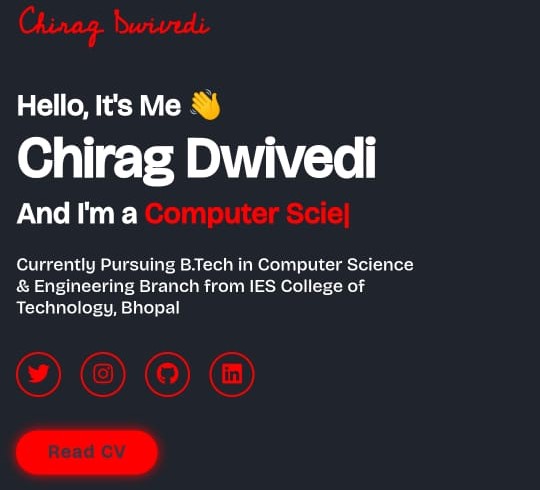 Chirag Dwivedi
Hello, It's Me 👋
Chirag Dwivedi
And I'm a Computer Scie|
Currently Pursuing B.Tech in Computer Science
& Engineering Branch from IES College of
Technology, Bhopal
Read CV